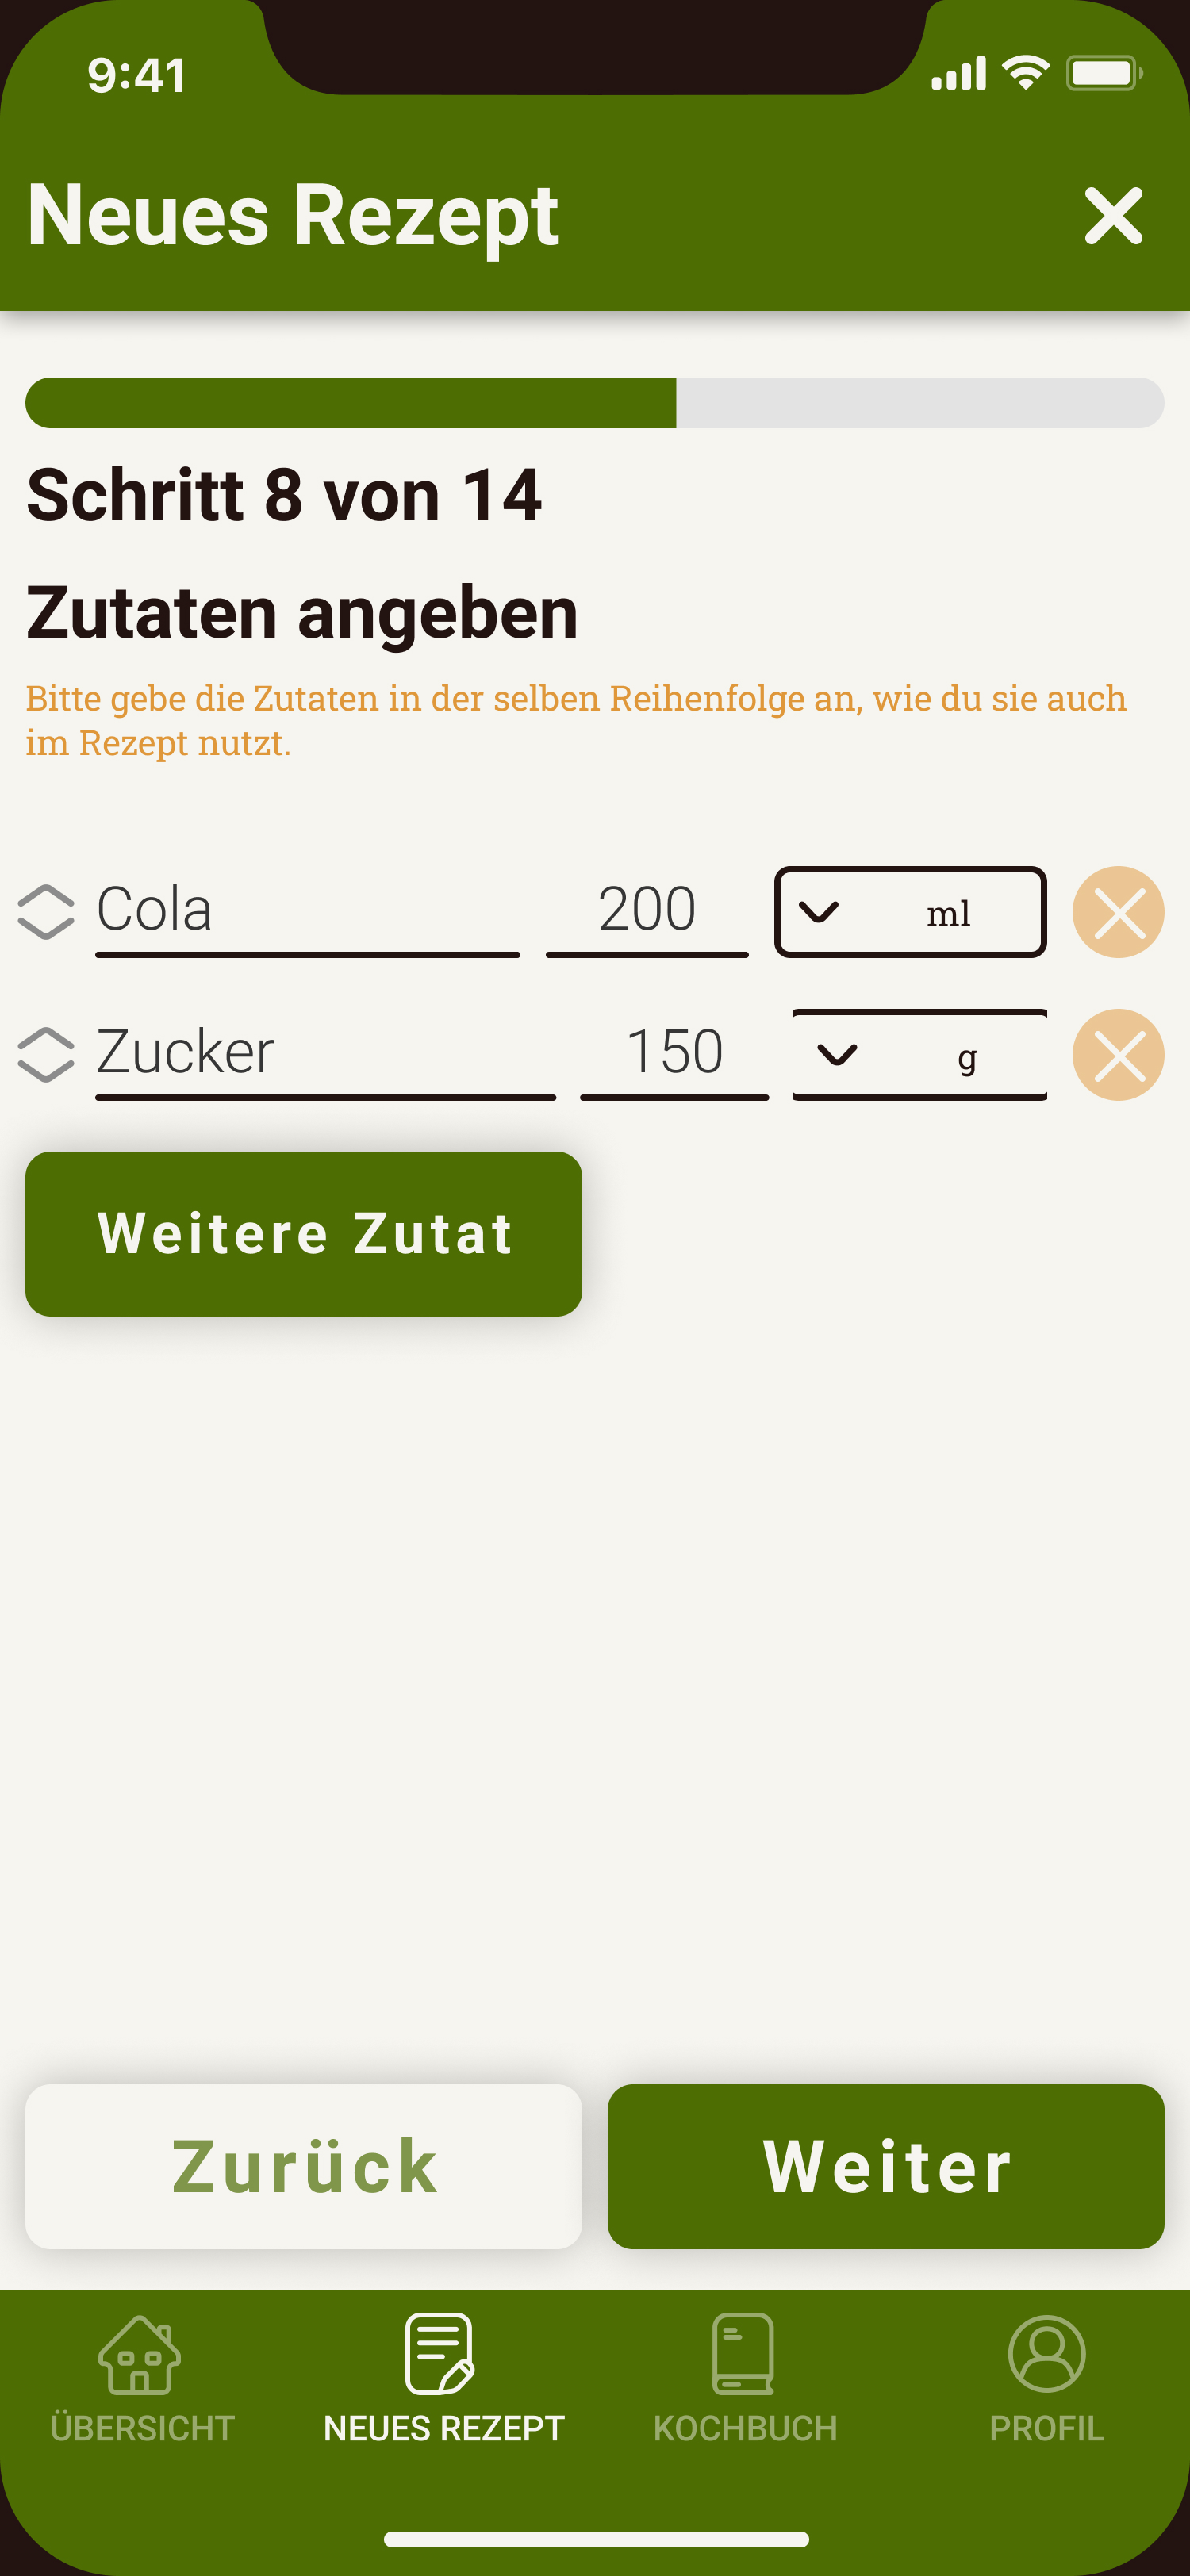 9:41
Neues Rezept
Schritt 8 von 14
Zutaten angeben
Bitte gebe die Zutaten in der selben Reihenfolge an, wie du sie auch
im Rezept nutzt.
Cola 200 ml
Zucker 150 g
Weitere Zutat
Zurück Weiter
ÜBERSICHT NEUES REZEPT KOCHBUCH PROFIL